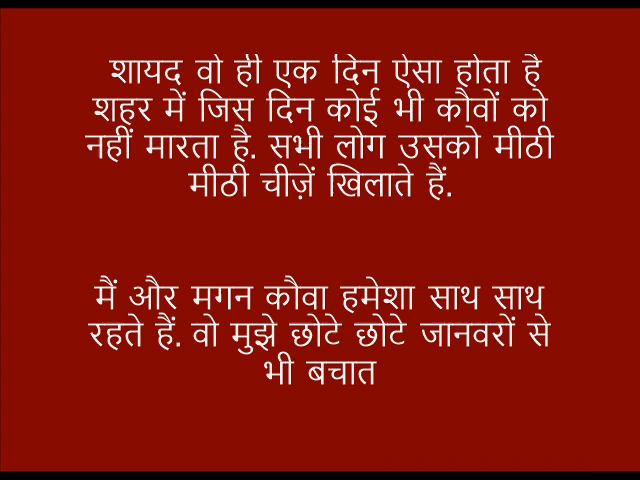 शायद वो ही एक दिन ऐसा होता है
शहर में जिस दिन कोई भी कौवों को
नहीं मारता है. सभी लोग उसको मीठी
मीठी चीज़ें खिलाते हैं.
मैं और मगन कौवा हमेशा साथ साथ
रहते हैं. वो मुझे छोटे छोटे जानवरों से
भी बचात